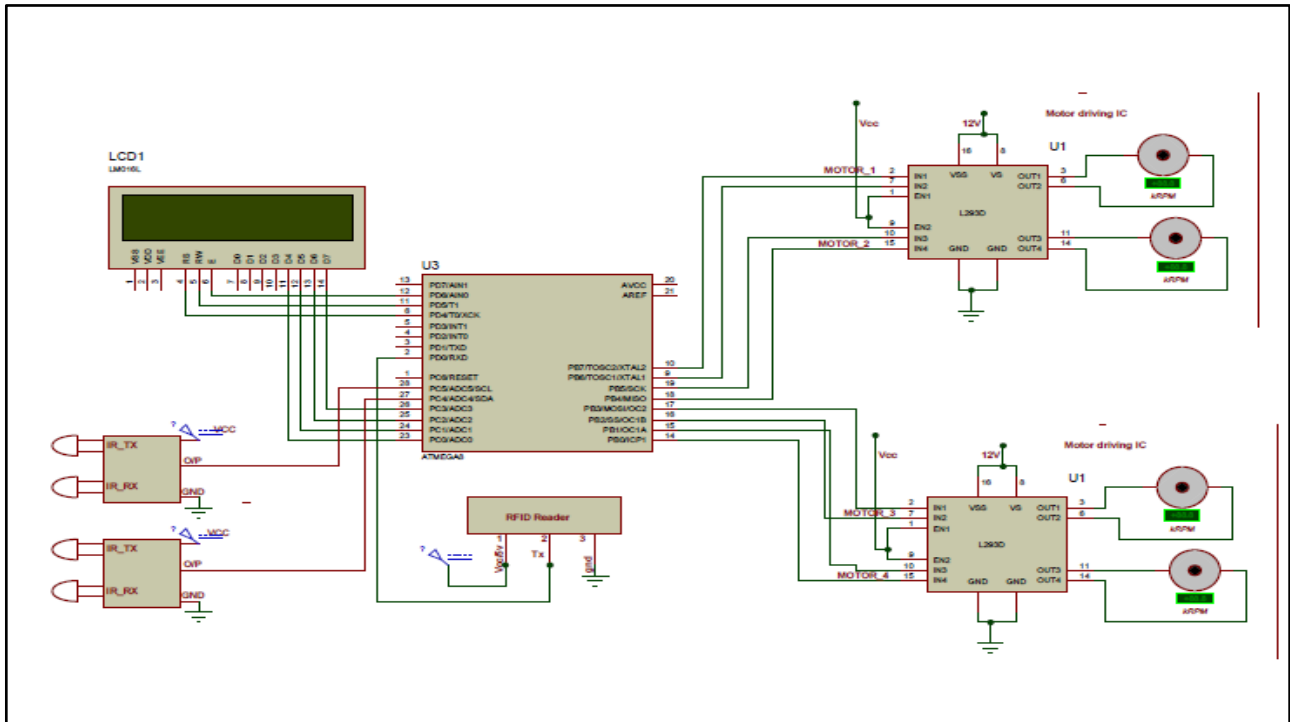 LCD1
LM016L
VSS
VDD
VEE
RS
RW
E
D0
D1
D2
D3
D4
D5
D6
D7
1
2
3
4
5
6
7
8
9
10
11
12
13
14
U3
13 PD7/AIN1
12 PD6/AIN0
11 PD5/T1
6 PD4/T0/XCK
5 PD3/INT1
4 PD2/INT0
3 PD1/TXD
2 PD0/RXD
1 PC6/RESET
28 PC5/ADC5/SCL
27 PC4/ADC4/SDA
26 PC3/ADC3
25 PC2/ADC2
24 PC1/ADC1
23 PC0/ADC0
AVCC 20
AREF 21
PB7/TOSC2/XTAL2 10
PB6/TOSC1/XTAL1 9
PB5/SCK 19
PB4/MISO 18
PB3/MOSI/OC2 17
PB2/SS/OC1B 16
PB1/OC1A 15
PB0/ICP1 14
ATMEGA8
? VCC
IR_TX
O/P
IR_RX
GND
? VCC
IR_TX
O/P
IR_RX
GND
RFID Reader
1 2 3
Tx
gnd
?
Vcc
12V
Motor driving IC
U1
16 8
VSS VS
MOTOR_1
2 IN1
7 IN2
1 EN1
9 EN2
10 IN3
15 IN4
MOTOR_2
L293D
GND GND
OUT1 3
OUT2 6
OUT3 11
OUT4 14
kRPM
kRPM
Vcc
12V
Motor driving IC
U1
16 8
VSS VS
MOTOR_3
2 IN1
7 IN2
1 EN1
9 EN2
10 IN3
15 IN4
MOTOR_4
L293D
GND GND
OUT1 3
OUT2 6
OUT3 11
OUT4 14
kRPM
kRPM